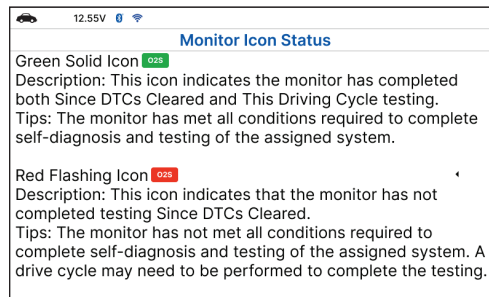 12.55V
Monitor Icon Status
Green Solid Icon O2S
Description: This icon indicates the monitor has completed
both Since DTCs Cleared and This Driving Cycle testing.
Tips: The monitor has met all conditions required to complete
self-diagnosis and testing of the assigned system.
Red Flashing Icon O2S
Description: This icon indicates that the monitor has not
completed testing Since DTCs Cleared.
Tips: The monitor has not met all conditions required to
complete self-diagnosis and testing of the assigned system. A
drive cycle may need to be performed to complete the testing.